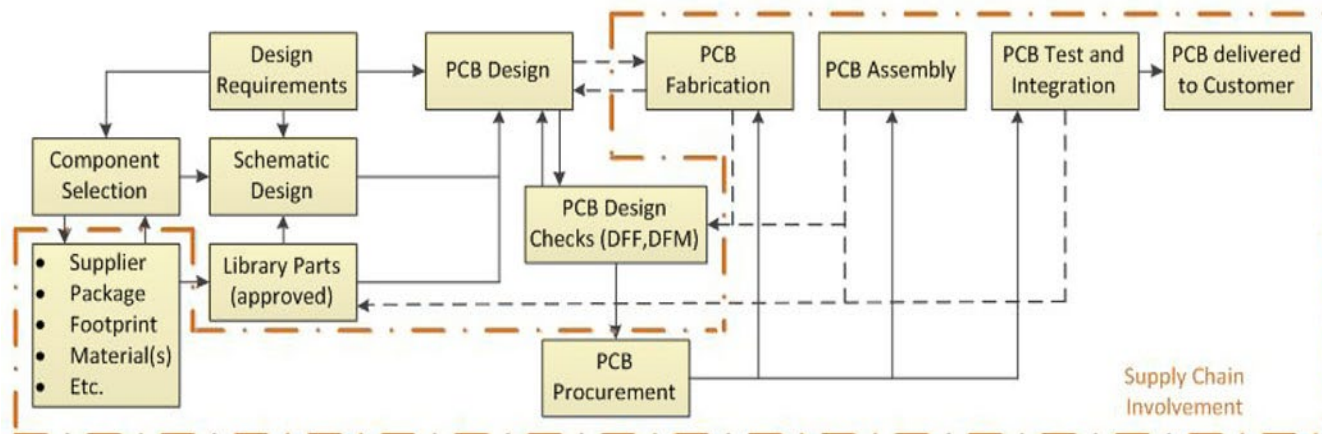 Design
Requirements
PCB Design
PCB
Fabrication
PCB Assembly
PCB Test and
Integration
PCB delivered
to Customer
Component
Selection
Schematic
Design
PCB Design
Checks (DFF,DFM)
• Supplier
• Package
• Footprint
• Material(s)
• Etc.
Library Parts
(approved)
PCB
Procurement
Supply Chain
Involvement